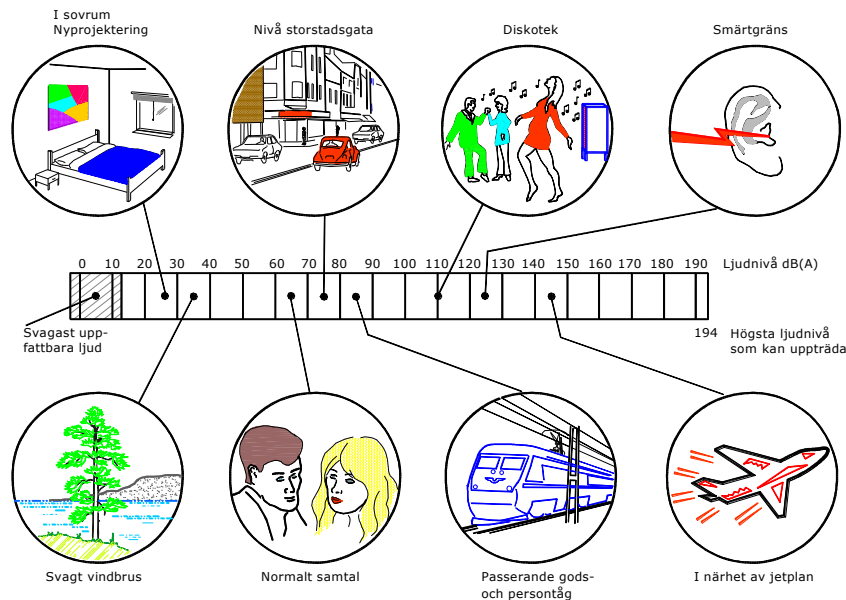 I sovrum
Nyprojektering
Nivå storstadsgata
Diskotek
Smärtgräns
0 10 20 30 40 50 60 70 80 90 100 110 120 130 140 150 160 170 180 190 Ljudnivå dB(A)
Svagast upp-
fattbara ljud
194 Högsta ljudnivå
som kan uppträda
Svagt vindbrus
Normalt samtal
Passerande gods-
och persontåg
I närhet av jetplan